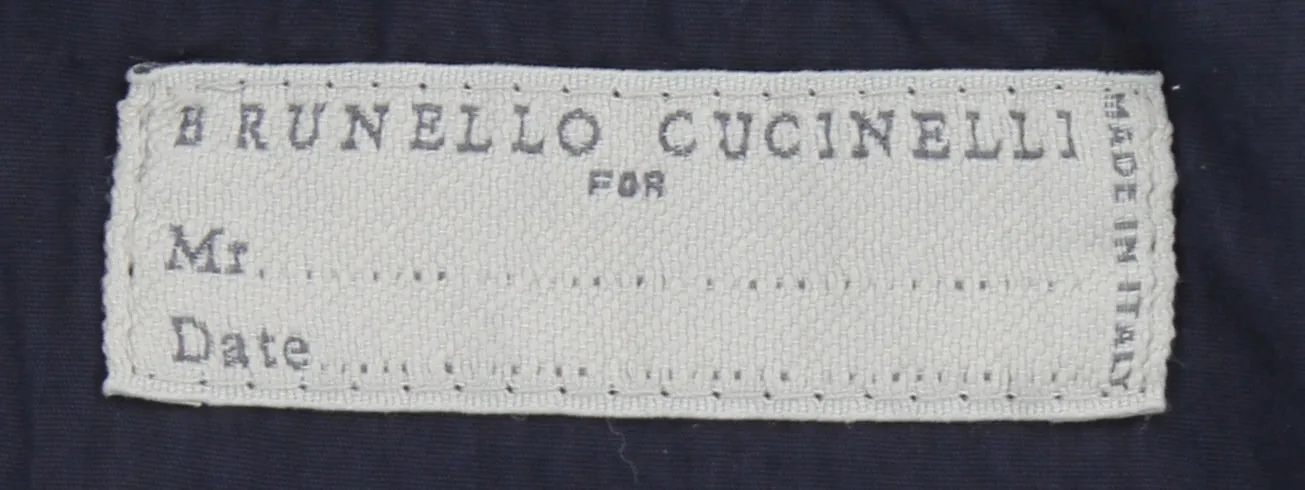 BRUNELLO CUCINELLI
FOR
Mr.............................................
Date...........................................
MADE IN ITALY